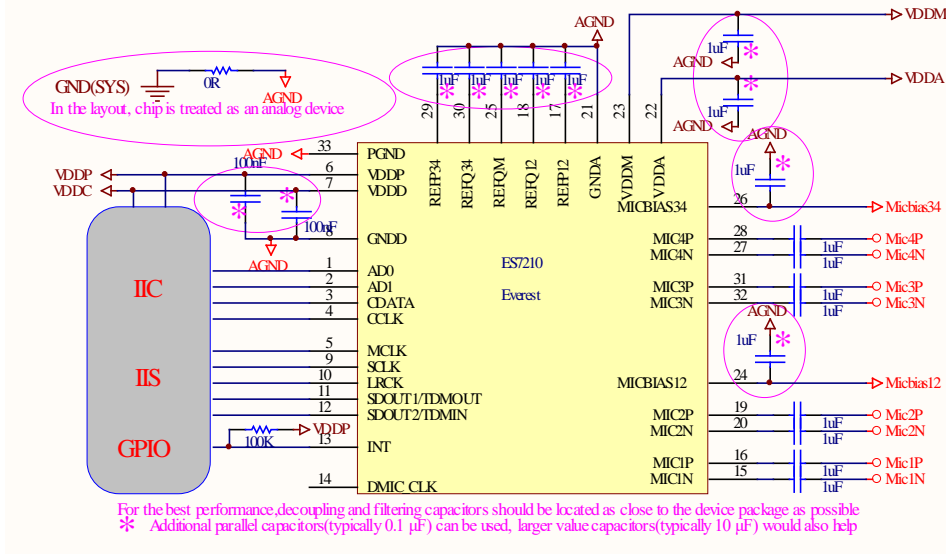 VDDM
1uF
AGND
VDDA
1uF
AGND
AGND
1uF 1uF 1uF 1uF 1uF
29 30 25 18 17 21 23 22
GND(SYS)
0R
AGND
In the layout, chip is treated as an analog device
AGND
33
PGND
REFP34 REFQ34 REFQM REFQ12 REFP12 GNDA VDDM VDDA
100nF
VDDP
6
VDDP
VDDC
7
VDDD
100nF
8
GNDD
AGND
AGND
1uF
MICBIAS34
26
Micbias34
MIC4P
28
Mic4P
MIC4N
27
1uF
1uF
Mic4N
ES7210
Everest
IIC
1
AD0
2
AD1
3
CDATA
4
CCLK
MIC3P
31
Mic3P
MIC3N
32
1uF
1uF
Mic3N
AGND
1uF
IIS
5
MCLK
9
SCLK
10
LRCK
11
SDOUT1/TDMOUT
12
SDOUT2/TDMIN
MICBIAS12
24
Micbias12
GPIO
VDDP
100K
13
INT
14
DMIC CLK
MIC2P
19
Mic2P
MIC2N
20
1uF
1uF
Mic2N
MIC1P
16
Mic1P
MIC1N
15
1uF
1uF
Mic1N
For the best performance,decoupling and filtering capacitors should be located as close to the device package as possible
* Additional parallel capacitors(typically 0.1 μF) can be used, larger value capacitors(typically 10 μF) would also help